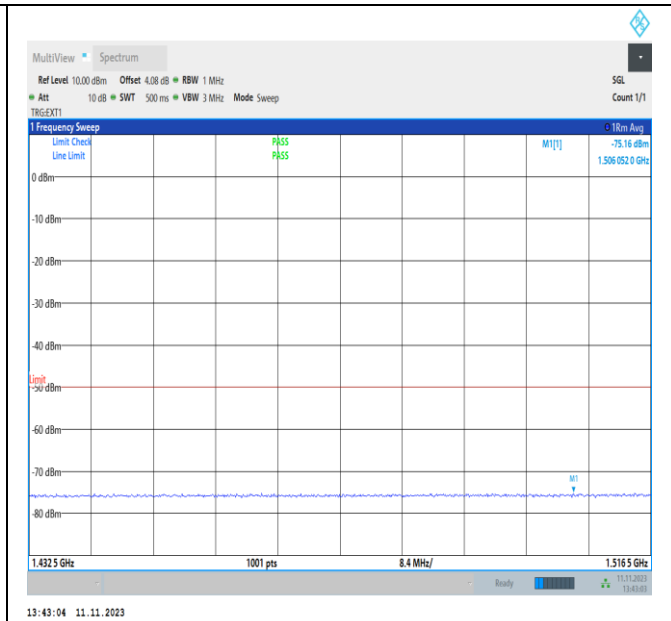 R S
MultiView Spectrum
Ref Level 10.00 dBm Offset 4.08 dB RBW 1 MHz SGL
Att 10 dB SWT 500 ms VBW 3 MHz Mode Sweep Count 1/1
TRG:EXT1
1 Frequency Sweep 1Rm Avg
Limit Check PASS M1[1] -75.16 dBm
Line Limit PASS 1.506 052 0 GHz
0 dBm
-10 dBm
-20 dBm
-30 dBm
-40 dBm
Limit
-50 dBm
-60 dBm
-70 dBm
M1
-80 dBm
1.432 5 GHz 1001 pts 8.4 MHz/ 1.516 5 GHz
Ready 11.11.2023
13:43:03
13:43:04 11.11.2023